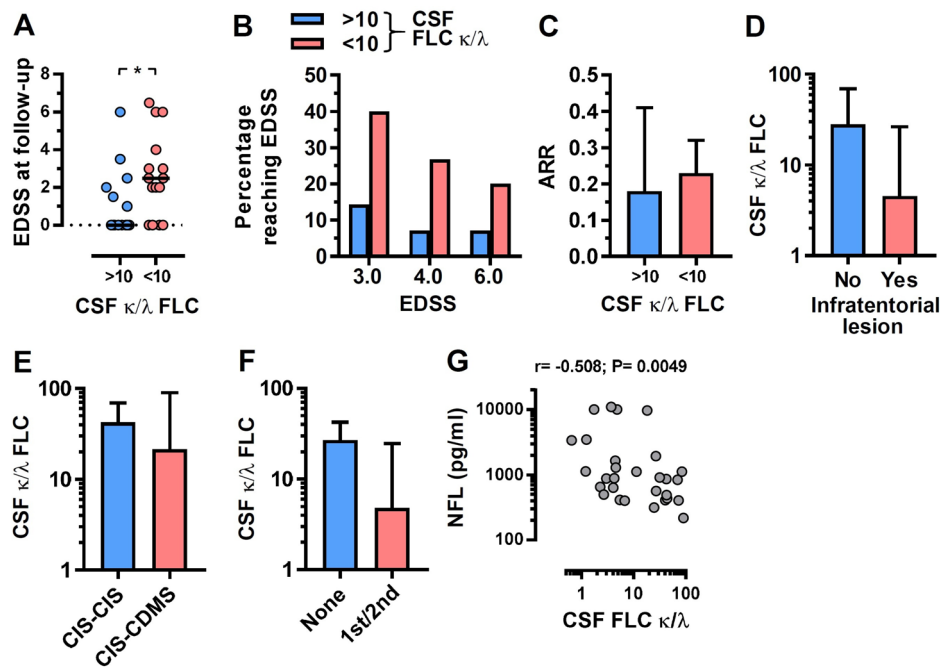 A
EDSS at follow-up
8
6
4
2
0
*
>10
<10
CSF κ/λ FLC
B
>10
<10
CSF
FLC κ/λ
Percentage
reaching EDSS
50
40
30
20
10
0
3.0 4.0 6.0
EDSS
C
ARR
0.5
0.4
0.3
0.2
0.1
0.0
>10 <10
CSF κ/λ FLC
D
CSF κ/λ FLC
100
10
1
No Yes
Infratentorial
lesion
E
CSF κ/λ FLC
100
10
1
CIS-CIS
CIS-CDMS
F
CSF κ/λ FLC
100
10
1
None
1st/2nd
G
r= -0.508; P= 0.0049
NFL (pg/ml)
10000
1000
100
1 10 100
CSF FLC κ/λ